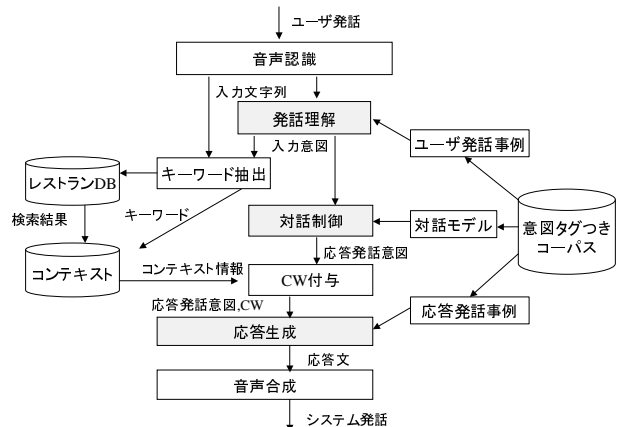 ユーザ発話
音声認識
入力文字列
発話理解
入力意図
ユーザ発話事例
キーワード抽出
レストランDB
検索結果
キーワード
対話制御
対話モデル
意図タグつき
コーパス
応答発話意図
コンテキスト
コンテキスト情報
CW付与
応答発話意図,CW
応答生成
応答発話事例
応答文
音声合成
システム発話